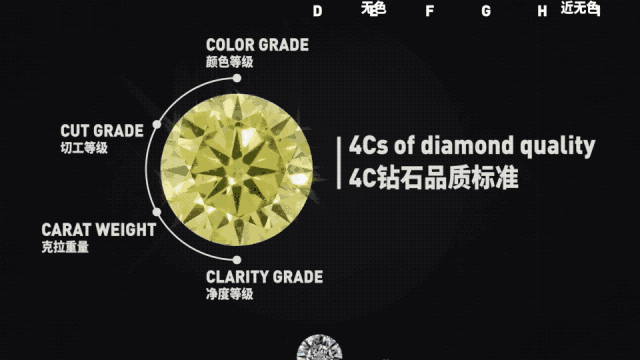 无色 近无色
D E F G H I
COLOR GRADE
颜色等级
CUT GRADE
切工等级
4Cs of diamond quality
4C钻石品质标准
CARAT WEIGHT
克拉重量
CLARITY GRADE
净度等级